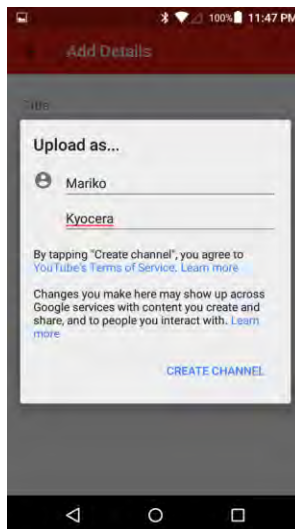 100% 11:47 PM
Add Details
Title
Upload as...
Mariko
Kyocera
By tapping "Create channel", you agree to
YouTube's Terms of Service. Learn more
Changes you make here may show up across
Google services with content you create and
share, and to people you interact with. Learn
more
CREATE CHANNEL